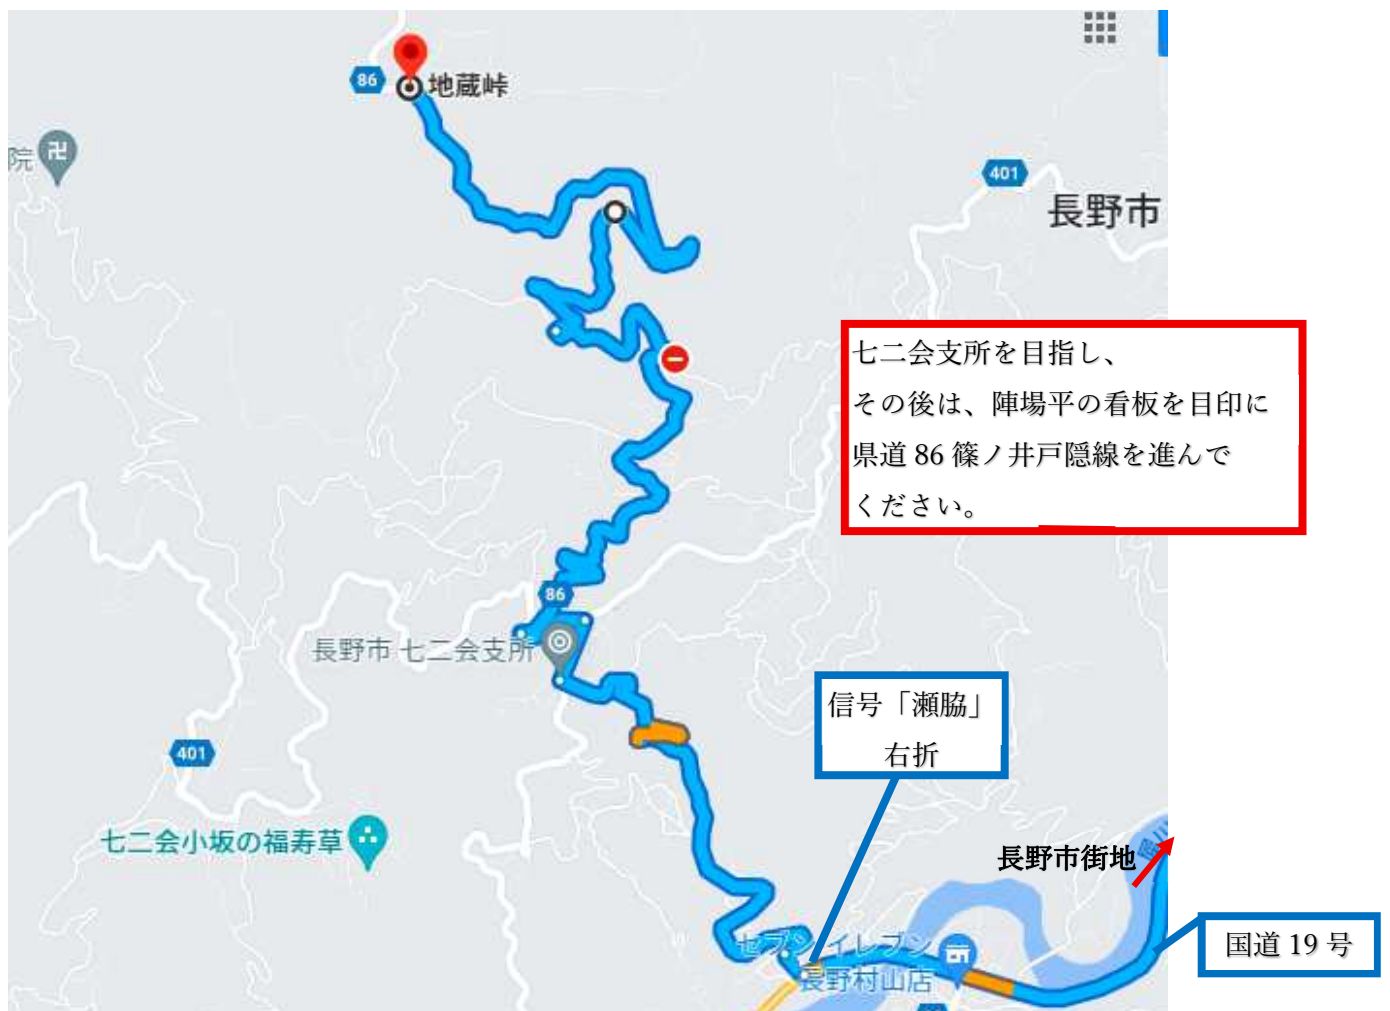 86
地蔵峠
院
401
長野市
七二会支所を目指し、
その後は、陣場平の看板を目印に
県道 86 篠ノ井戸隠線を進んで
ください。
86
長野市 七二会支所
信号「瀬脇」
右折
401
七二会小坂の福寿草
長野市街地
セブン-イレブン
長野村山店
国道 19 号